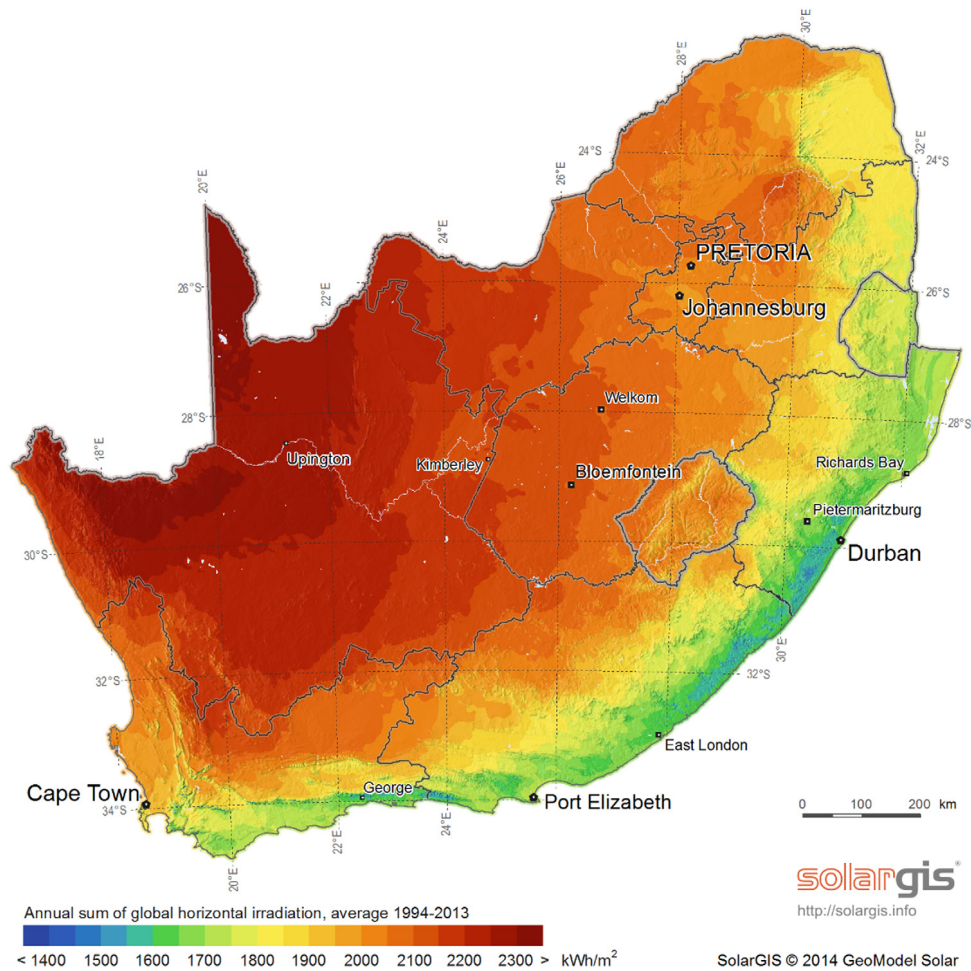 30°E
28°E
32°E
24°S
24°S
26°E
20°E
24°E
PRETORIA
22°E
26°S
26°S
Johannesburg
Welkom
28°S
28°S
18°E
Upington
Kimberley
Bloemfontein
Richards Bay
Pietermaritzburg
30°S
Durban
30°E
32°S
32°S
East London
George
Cape Town
Port Elizabeth
34°S
22°E
24°E
20°E
0 100 200 km
solargis®
http://solargis.info
Annual sum of global horizontal irradiation, average 1994-2013
< 1400 1500 1600 1700 1800 1900 2000 2100 2200 2300 > kWh/m²
SolarGIS © 2014 GeoModel Solar